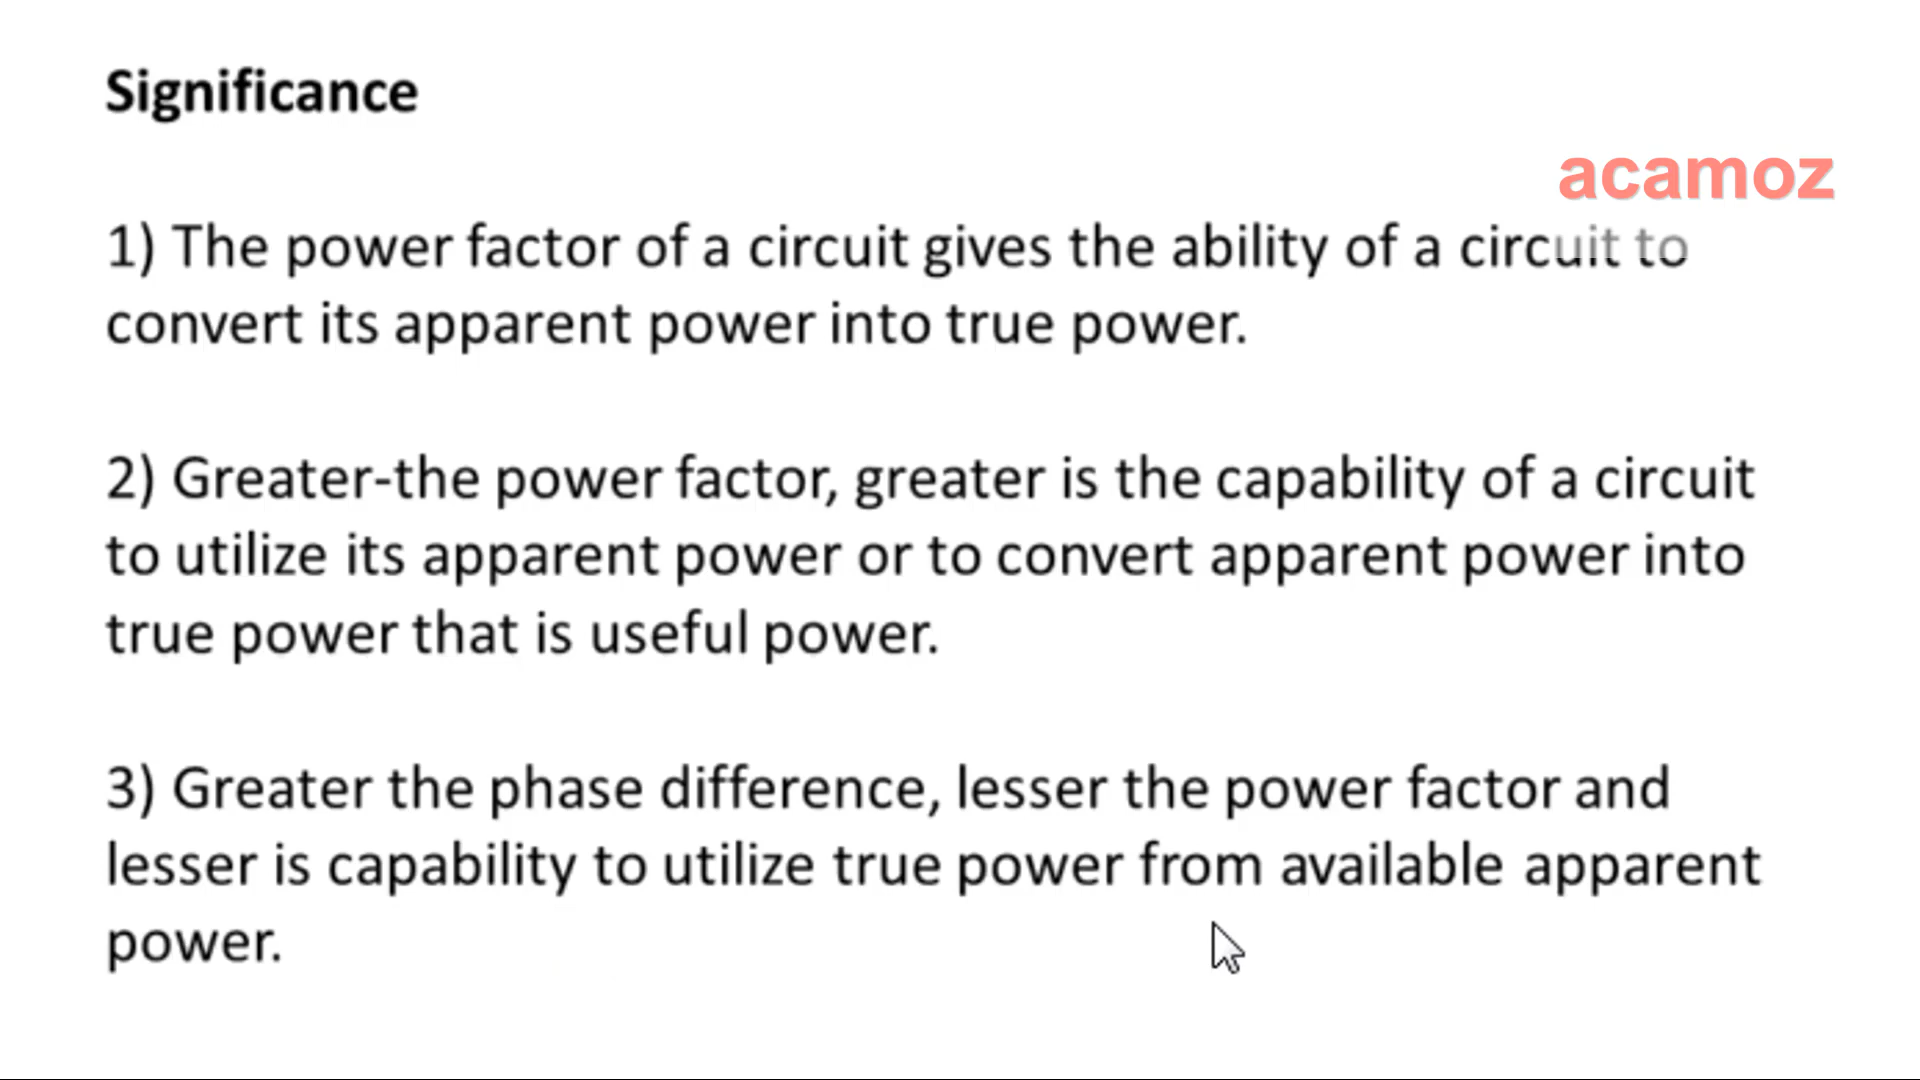 Significance
acamoz
1) The power factor of a circuit gives the ability of a circuit to
convert its apparent power into true power.
2) Greater-the power factor, greater is the capability of a circuit
to utilize its apparent power or to convert apparent power into
true power that is useful power.
3) Greater the phase difference, lesser the power factor and
lesser is capability to utilize true power from available apparent
power.